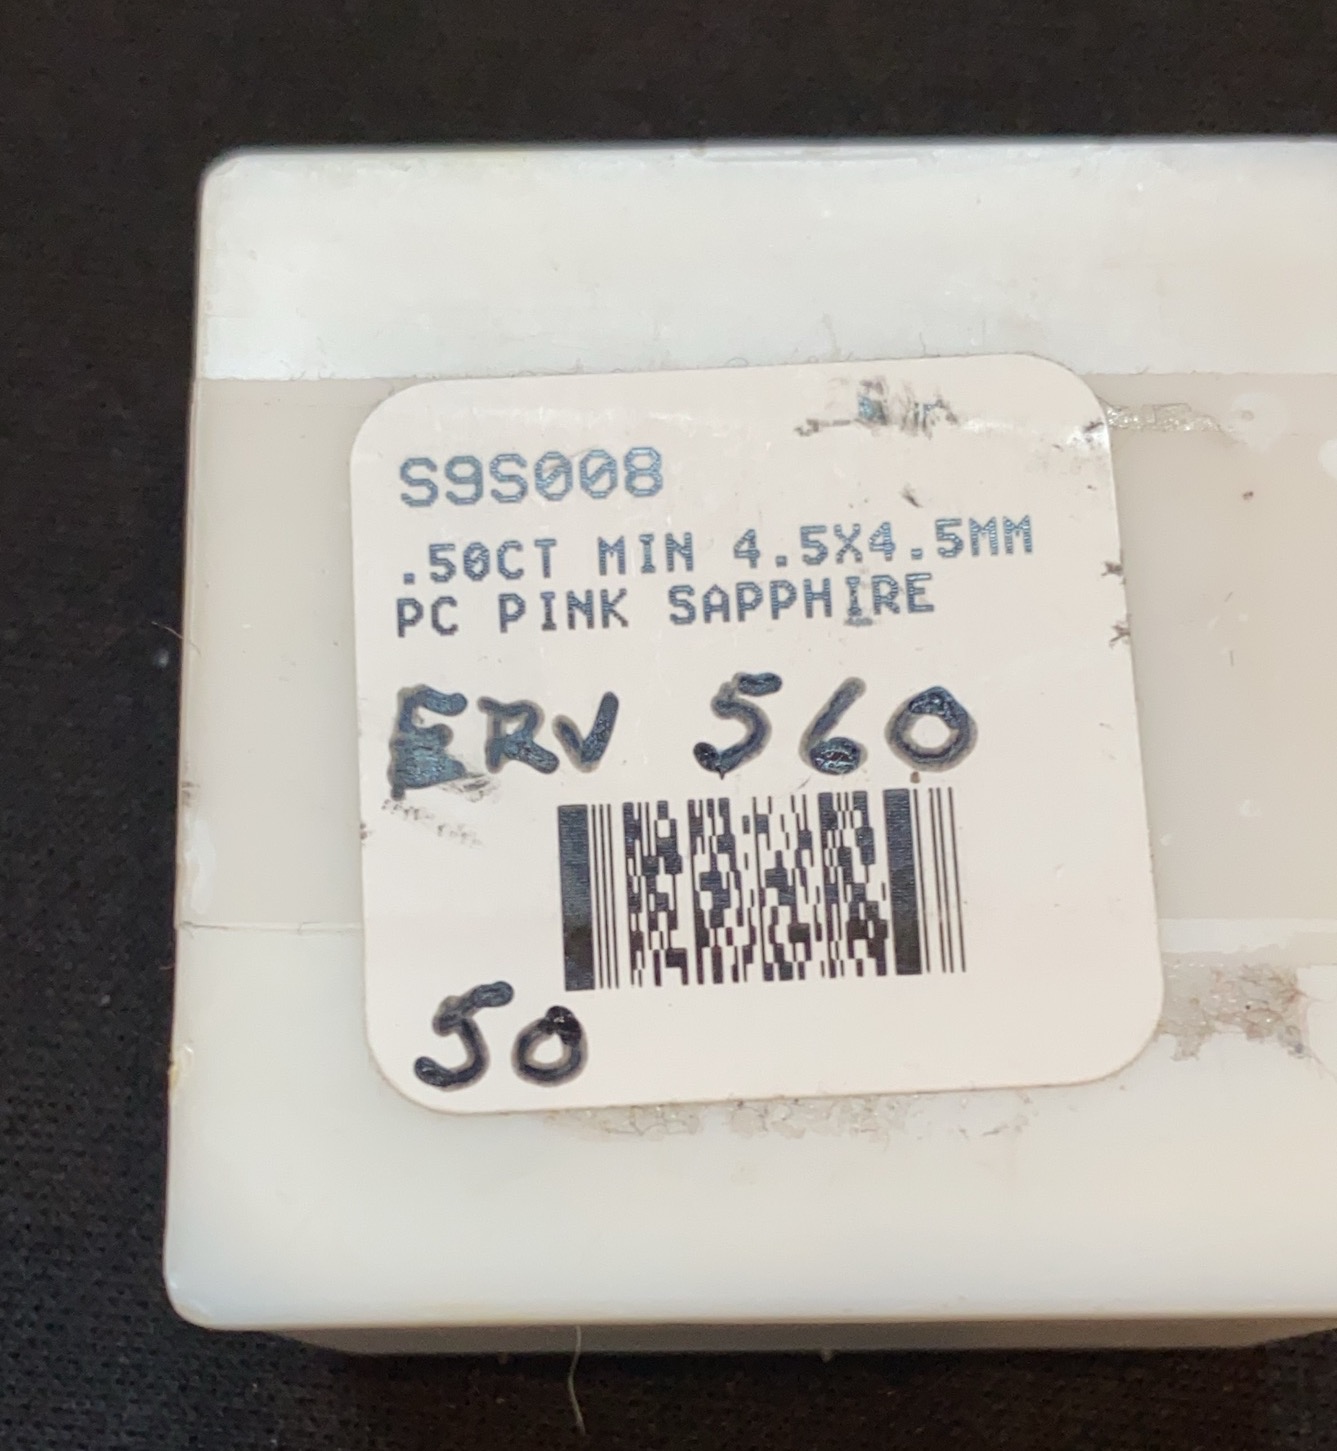 S9S008
.50CT MIN 4.5X4.5MM
PC PINK SAPPHIRE
ERV 560
50